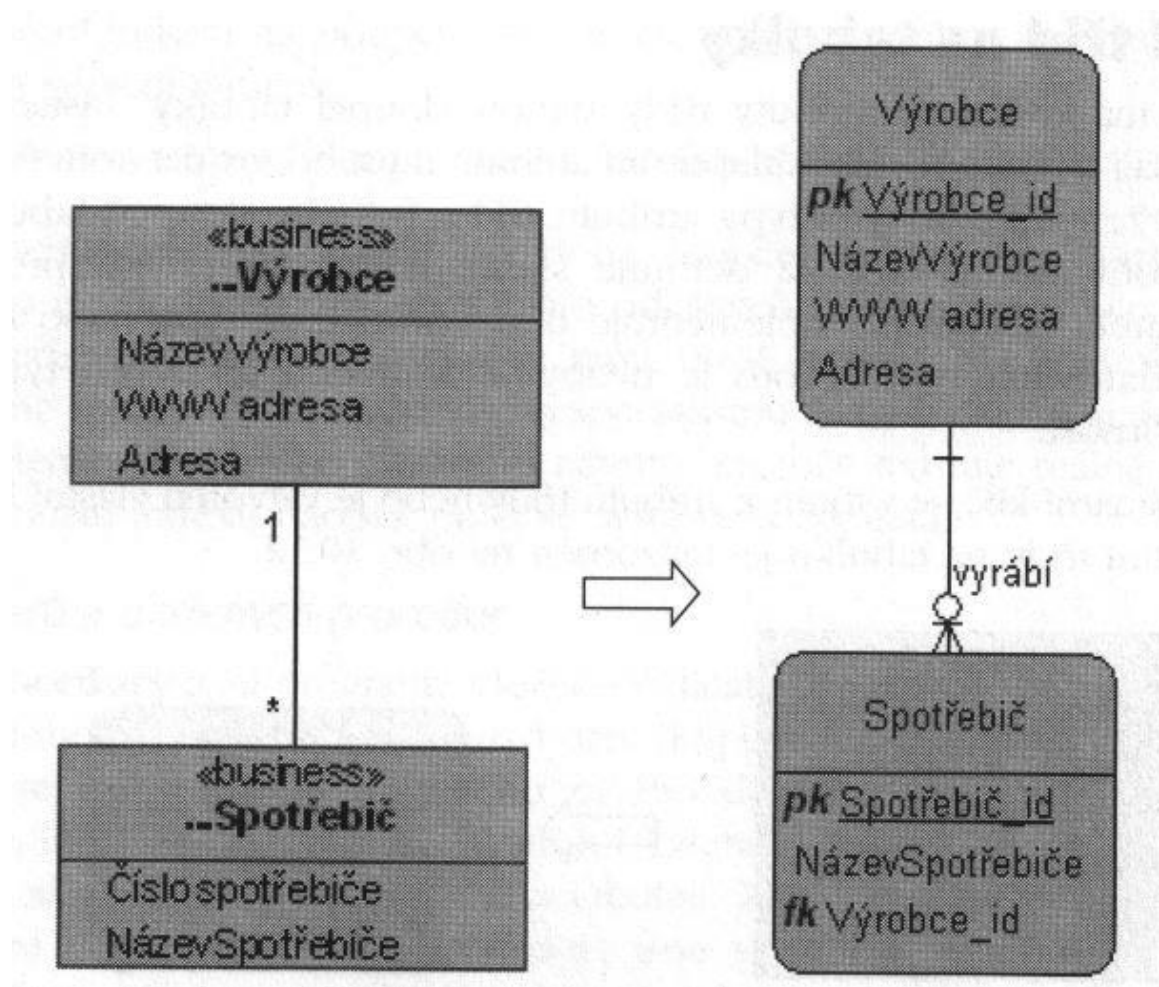 «business»
...Výrobce
NázevVýrobce
WWW adresa
Adresa
1
*
«business»
...Spotřebič
Číslo spotřebiče
NázevSpotřebiče
Výrobce
pk Výrobce_id
NázevVýrobce
WWW adresa
Adresa
vyrábí
Spotřebič
pk Spotřebič_id
NázevSpotřebiče
fk Výrobce_id